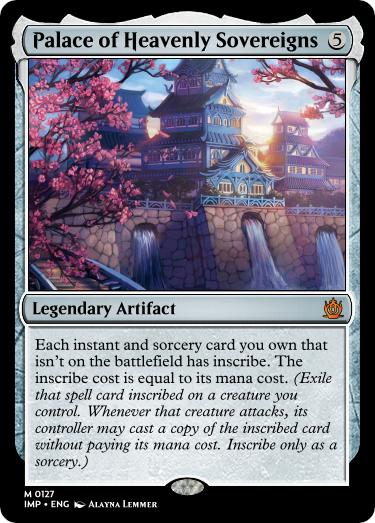 Palace of Heavenly Sovereigns 5
Legendary Artifact
Each instant and sorcery card you own that
isn't on the battlefield has inscribe. The
inscribe cost is equal to its mana cost. (Exile
that spell card inscribed on a creature you
control. Whenever that creature attacks, its
controller may cast a copy of the inscribed card
without paying its mana cost. Inscribe only as a
sorcery.)
M 0127
IMP • ENG Alayna Lemmer